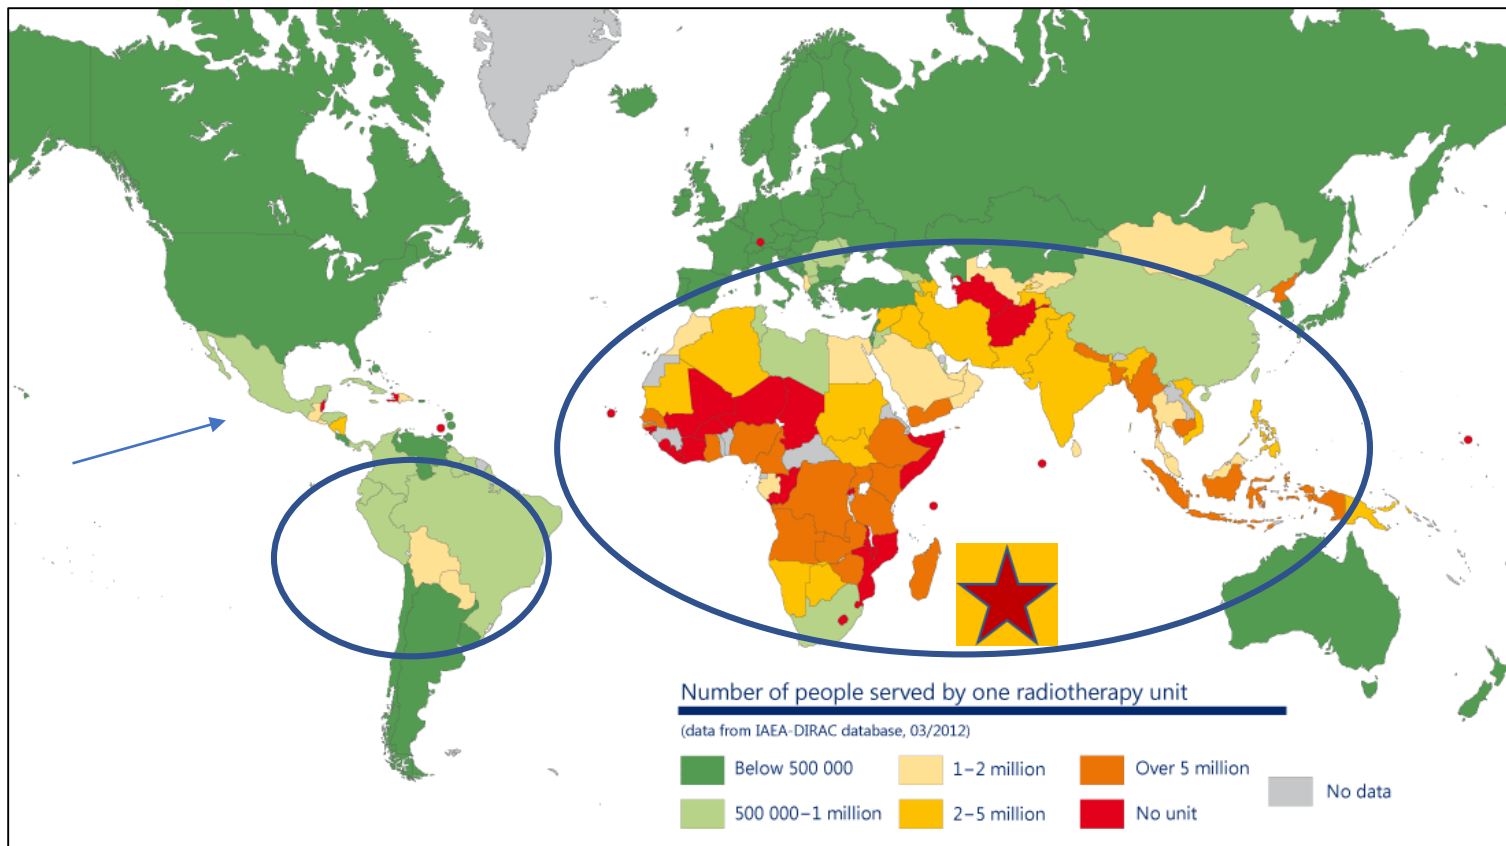 Number of people served by one radiotherapy unit
(data from IAEA-DIRAC database, 03/2012)
Below 500 000
1–2 million
Over 5 million
No data
500 000–1 million
2–5 million
No unit